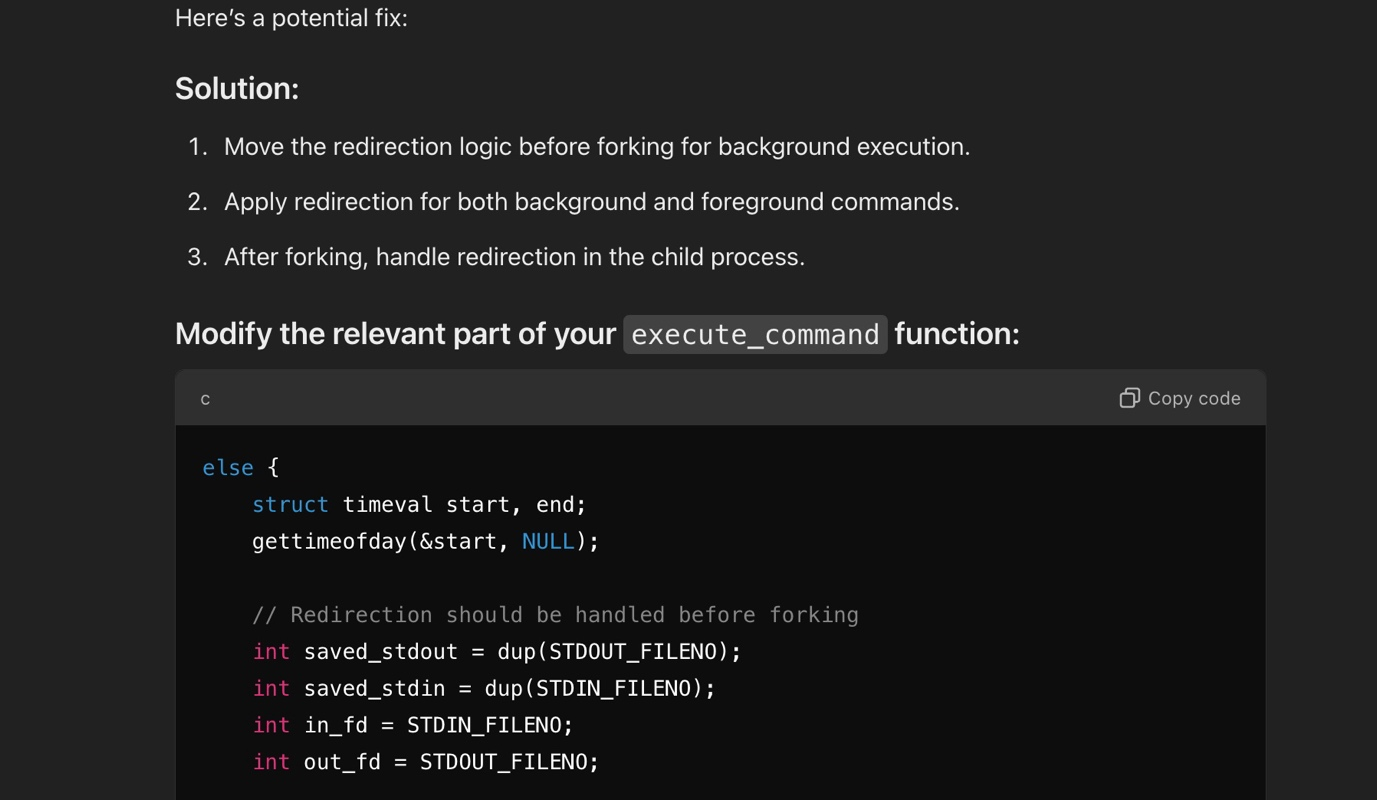 Here’s a potential fix:
Solution:
1. Move the redirection logic before forking for background execution.
2. Apply redirection for both background and foreground commands.
3. After forking, handle redirection in the child process.
Modify the relevant part of your execute_command function:
c Copy code
else {
    struct timeval start, end;
    gettimeofday(&start, NULL);

    // Redirection should be handled before forking
    int saved_stdout = dup(STDOUT_FILENO);
    int saved_stdin = dup(STDIN_FILENO);
    int in_fd = STDIN_FILENO;
    int out_fd = STDOUT_FILENO;